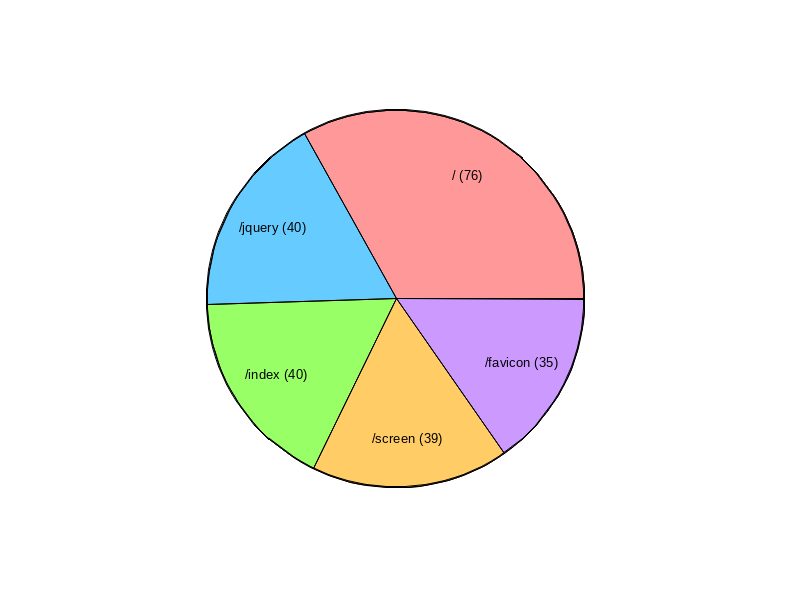 / (76)
/jquery (40)
/index (40)
/favicon (35)
/screen (39)